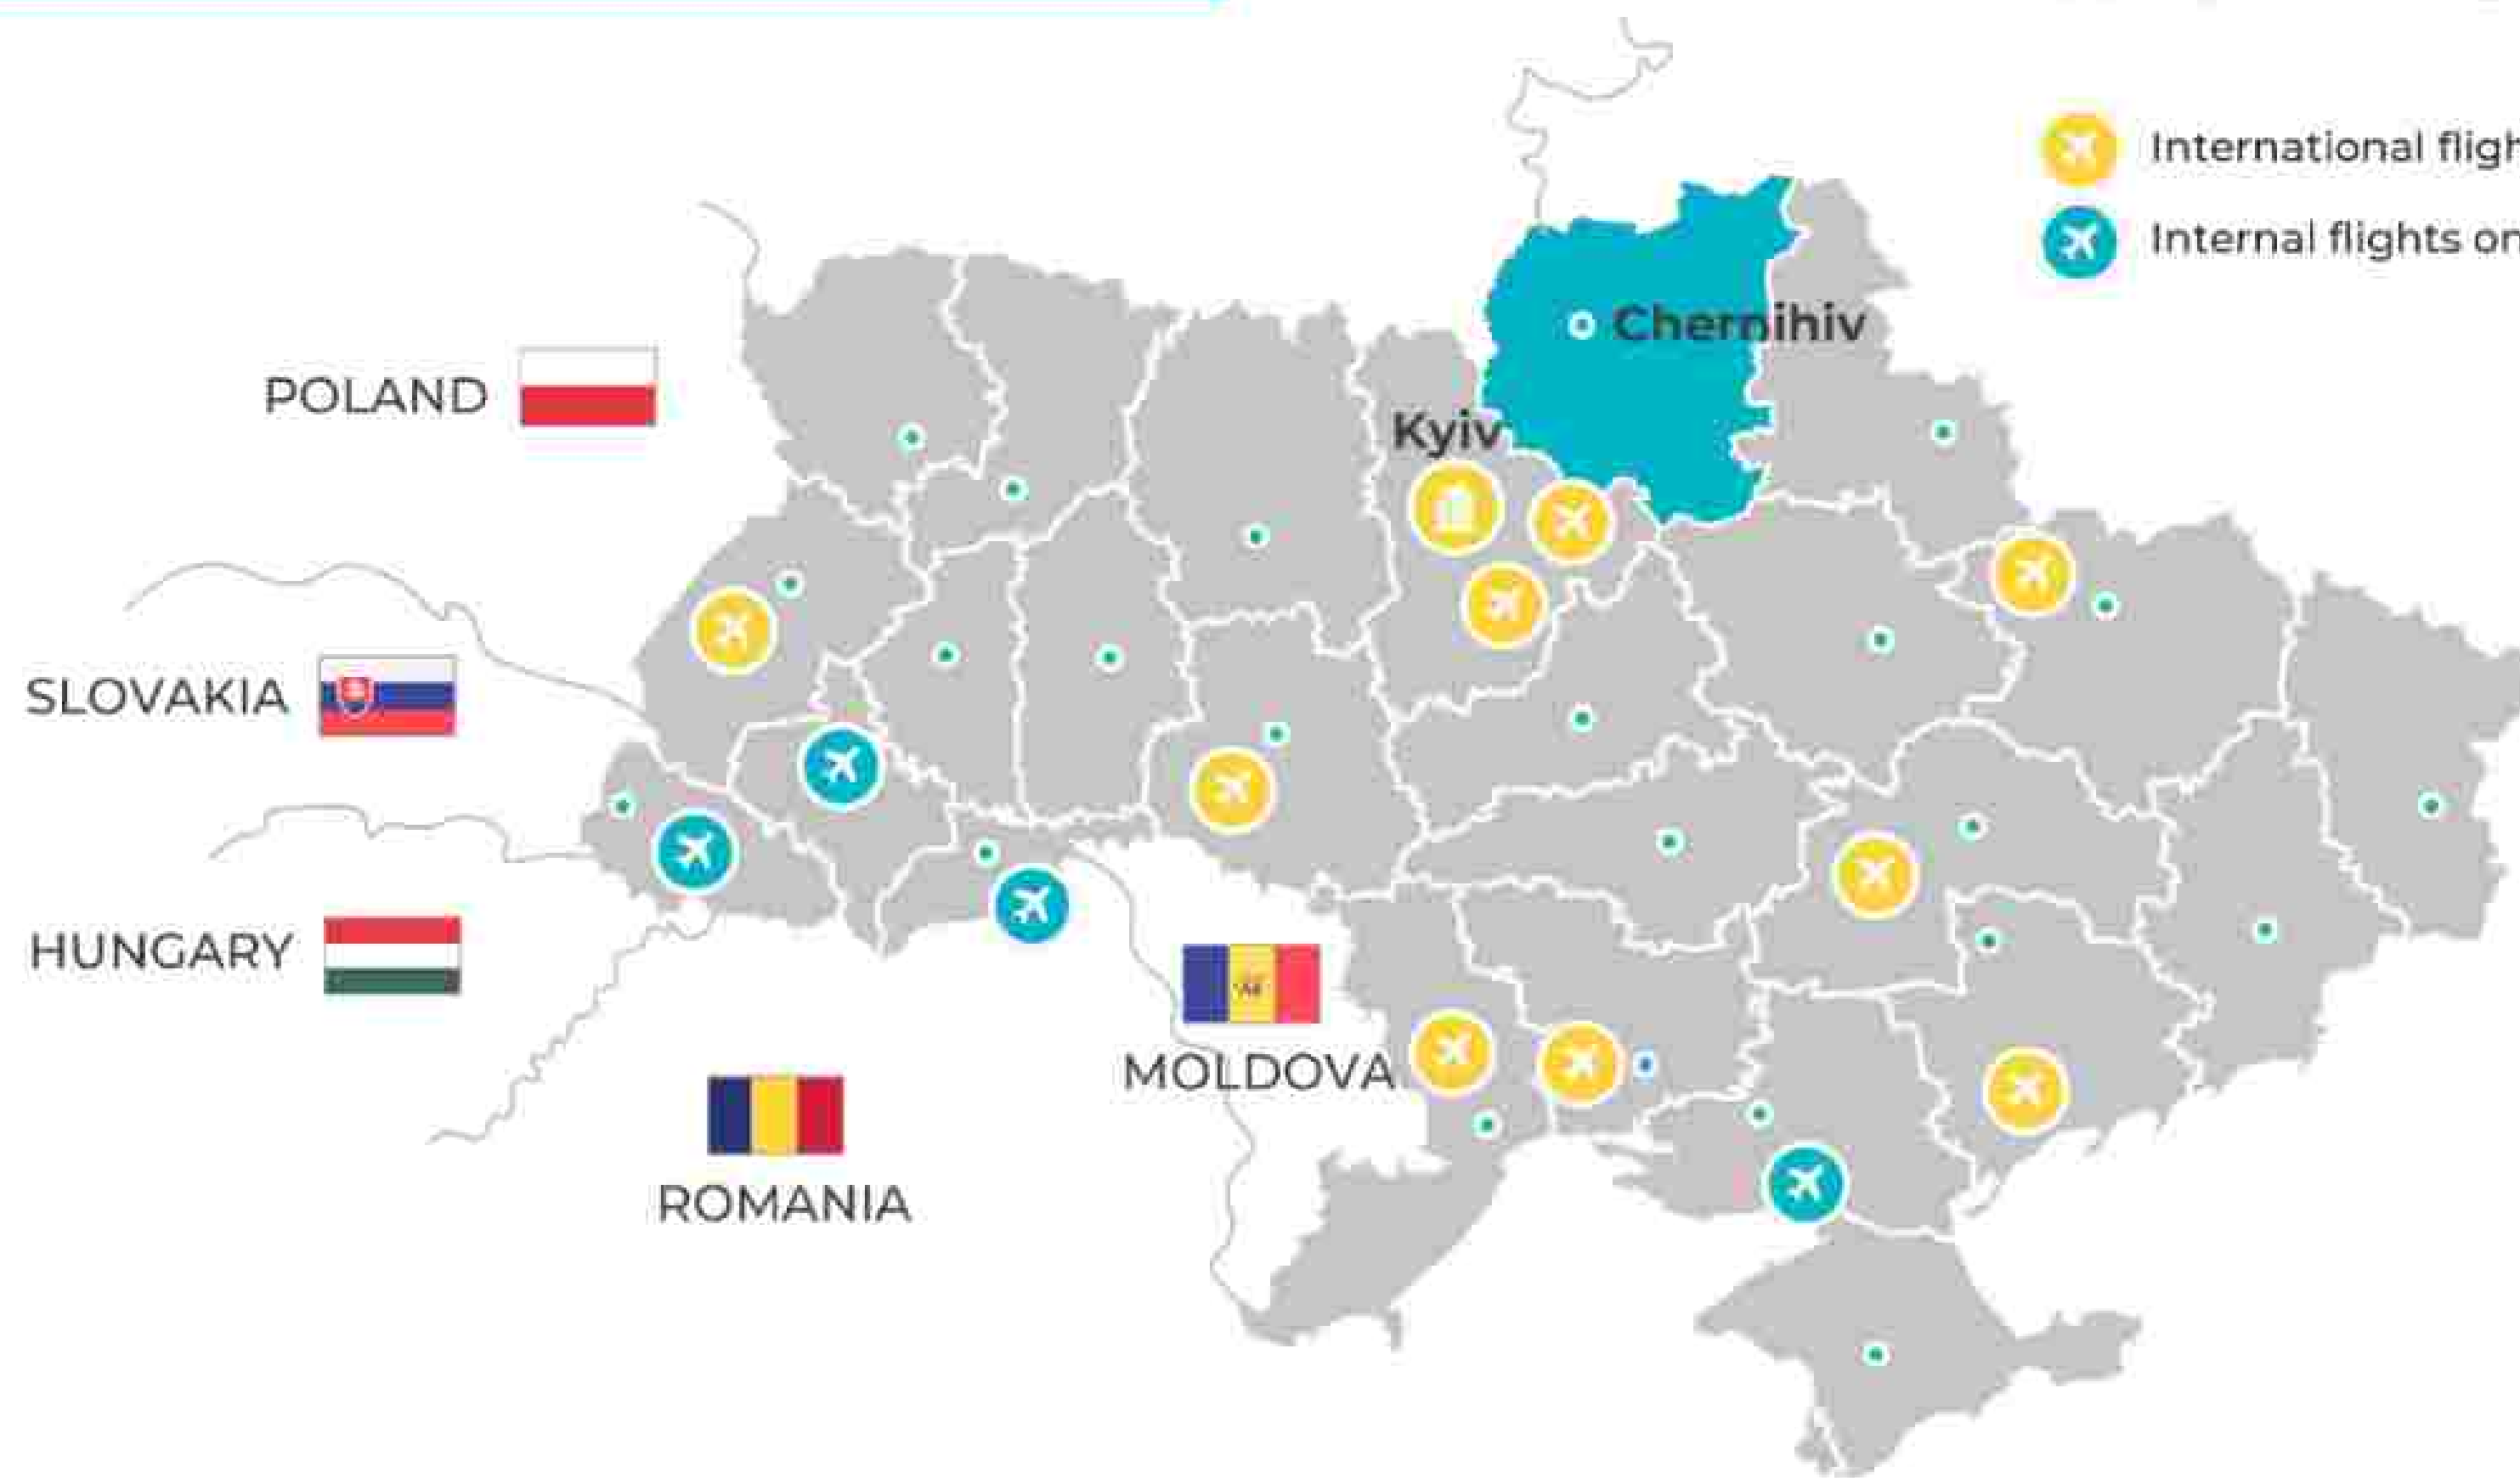 International fligh
Internal flights on
Chernihiv
POLAND
Kyiv
SLOVAKIA
HUNGARY
MOLDOVA
ROMANIA